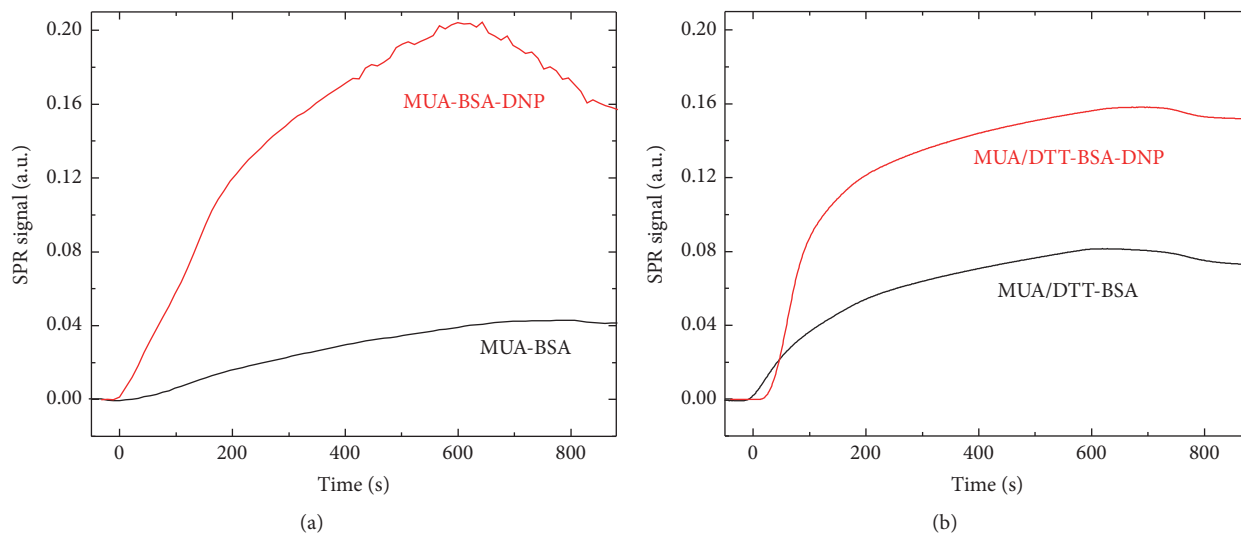 0.20
0.16
0.12
0.08
0.04
0.00
SPR signal (a.u.)
MUA-BSA-DNP
MUA-BSA
0 200 400 600 800
Time (s)
(a)
0.20
0.16
0.12
0.08
0.04
0.00
SPR signal (a.u.)
MUA/DTT-BSA-DNP
MUA/DTT-BSA
0 200 400 600 800
Time (s)
(b)